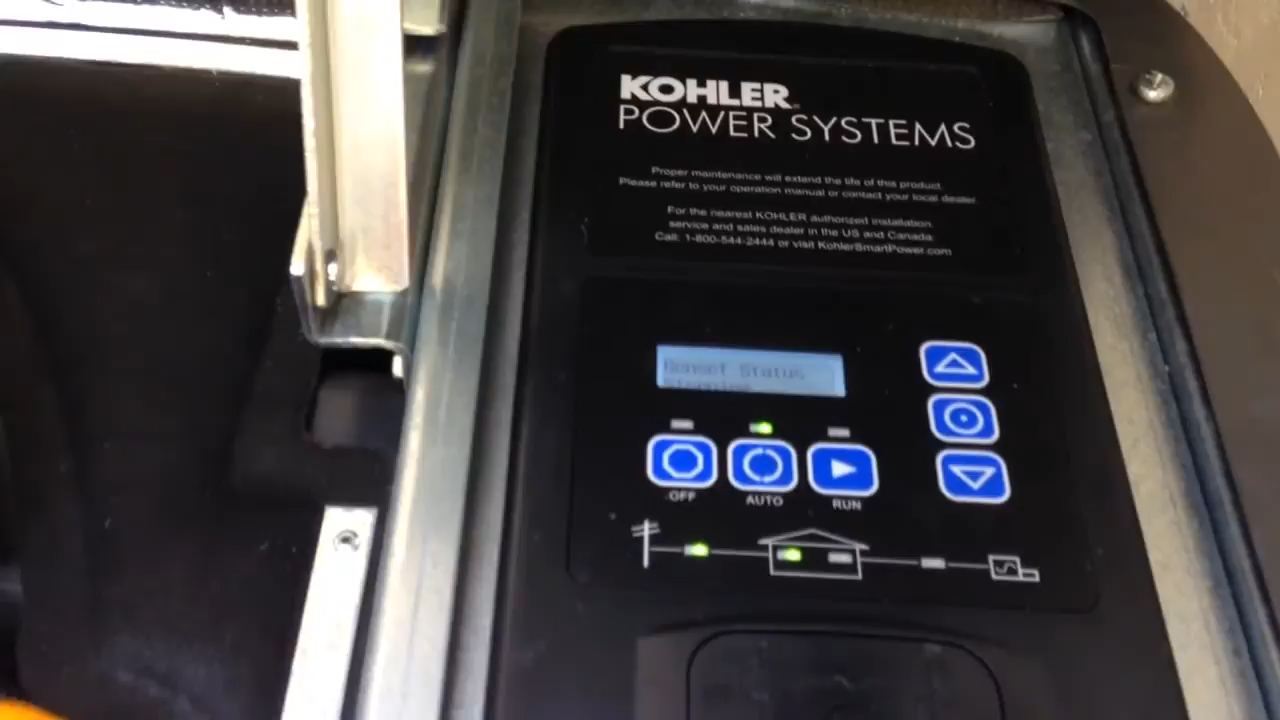 KOHLER
POWER SYSTEMS
Proper maintenance will extend the life of this product.
Please refer to your operation manual or contact your local dealer.
For the nearest KOHLER authorized installation,
service and sales dealer in the US and Canada:
Call: 1-800-544-2444 or visit KohlerSmartPower.com
Genset Status
OFF AUTO RUN